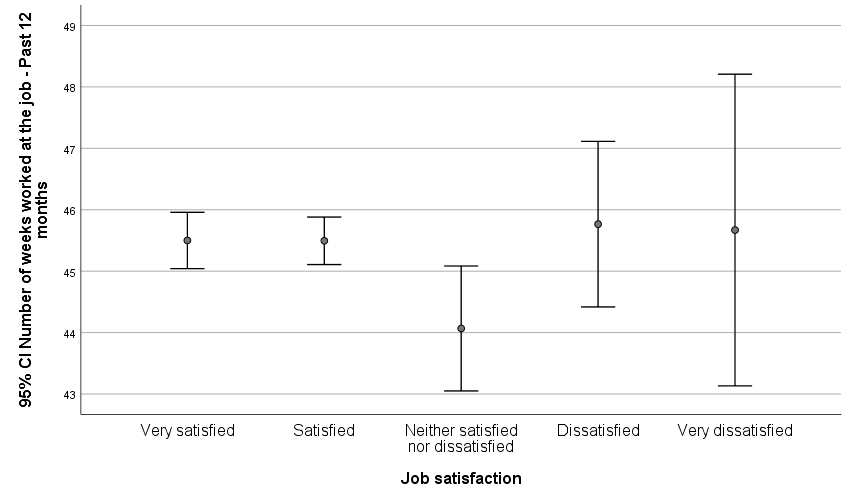 95% CI Number of weeks worked at the job - Past 12
months
49
48
47
46
45
44
43
Very satisfied
Satisfied
Neither satisfied
nor dissatisfied
Dissatisfied
Very dissatisfied
Job satisfaction